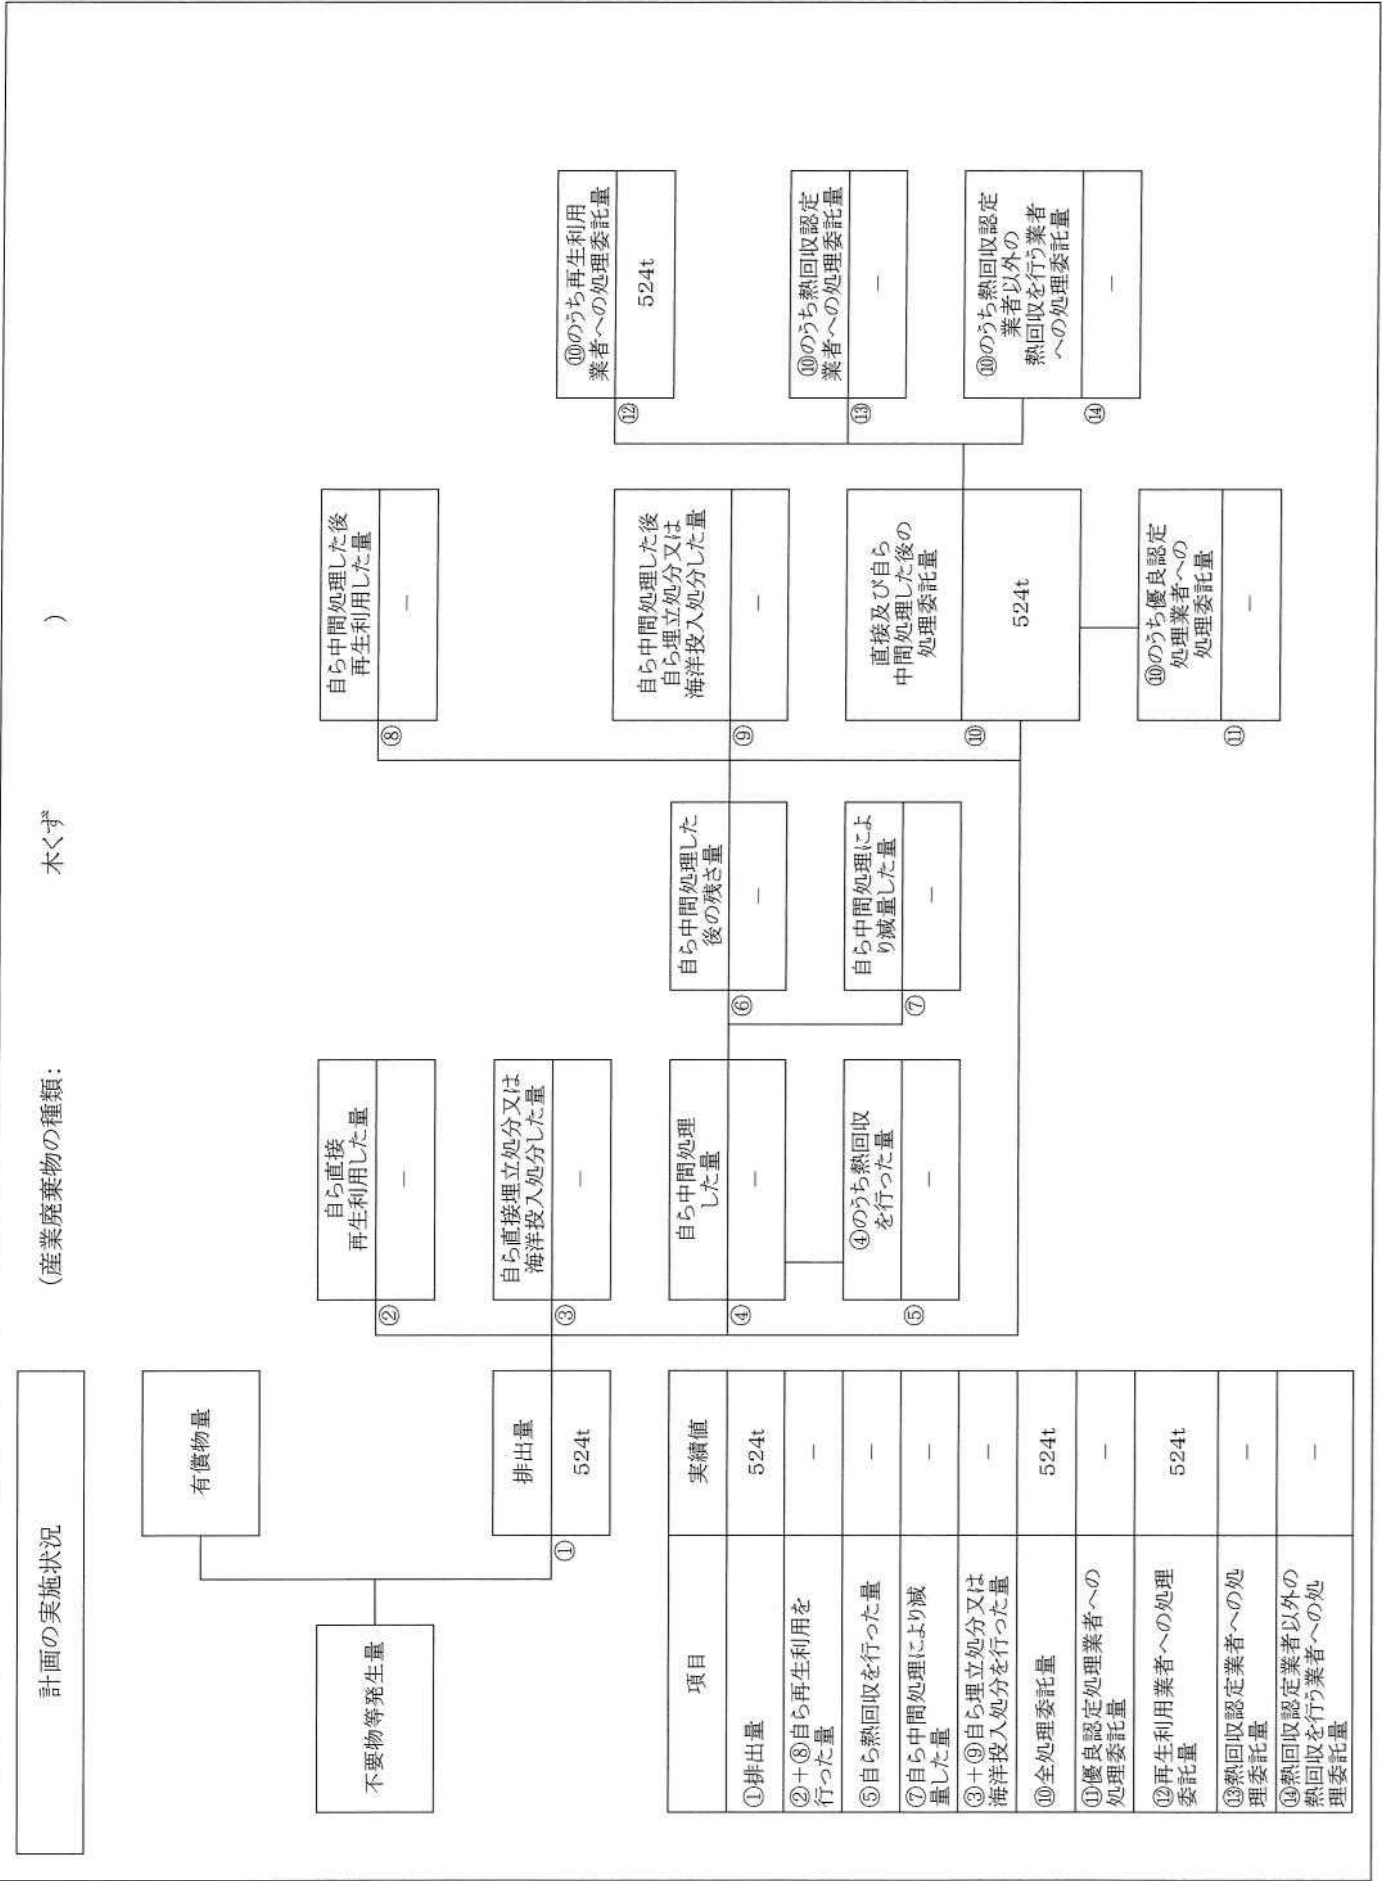 計画の実施状況
(産業廃棄物の種類: 木くず )
不要物等発生量
有償物量
①
排出量
524t
②
自ら直接
再生利用した量
－
③
自ら直接埋立処分又は
海洋投入処分した量
－
④
自ら中間処理
した量
－
⑤
④のうち熱回収
を行った量
－
⑥
自ら中間処理した
後の残さ量
－
⑦
自ら中間処理によ
り減量した量
－
⑧
自ら中間処理した後
再生利用した量
－
⑨
自ら中間処理した後
自ら埋立処分又は
海洋投入処分した量
－
⑩
直接及び自ら
中間処理した後の
処理委託量
524t
⑪
⑩のうち優良認定
処理業者への
処理委託量
－
⑫
⑩のうち再生利用
業者への処理委託量
524t
⑬
⑩のうち熱回収認定
業者への処理委託量
－
⑭
⑩のうち熱回収認定
業者以外の
熱回収を行う業者
への処理委託量
－
項目 実績値
①排出量 524t
②＋⑧自ら再生利用を
行った量 －
⑤自ら熱回収を行った量 －
⑦自ら中間処理により減
量した量 －
③＋⑨自ら埋立処分又は
海洋投入処分を行った量 －
⑩全処理委託量 524t
⑪優良認定処理業者への
処理委託量 －
⑫再生利用業者への処理
委託量 524t
⑬熱回収認定業者への処
理委託量 －
⑭熱回収認定業者以外の
熱回収を行う業者への処
理委託量 －